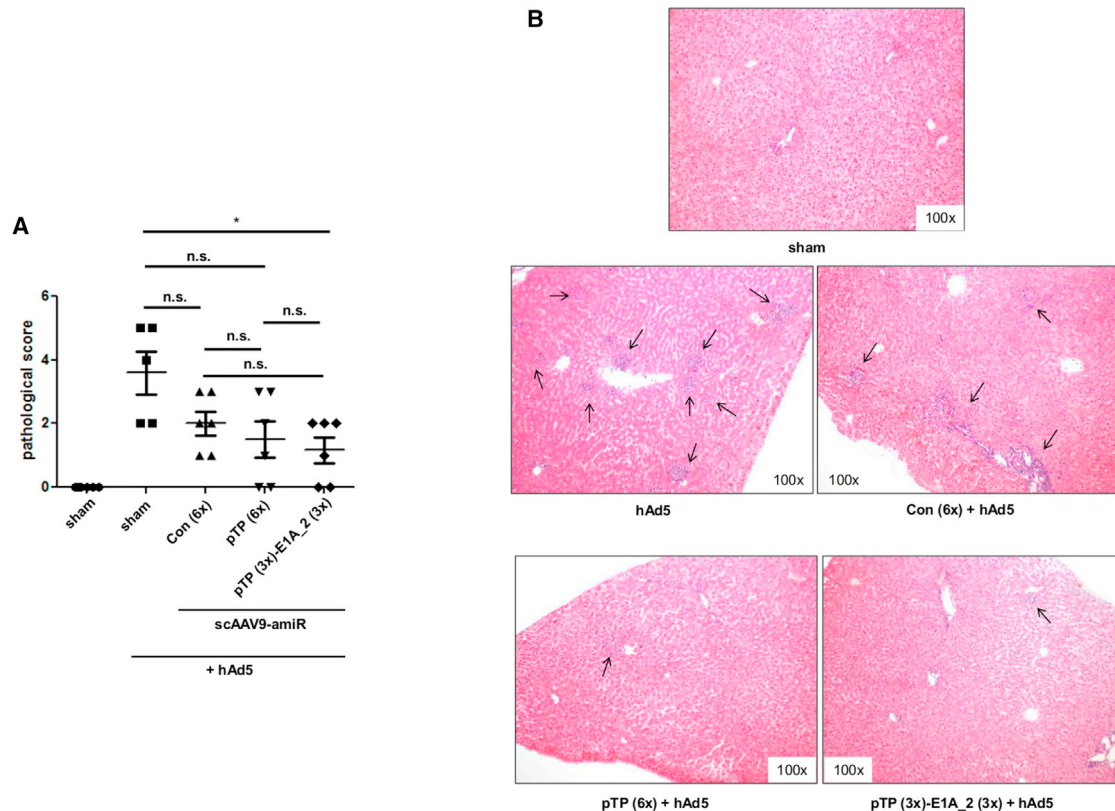 A
*
n.s.
n.s.
n.s.
n.s.
n.s.
pathological score
6
4
2
0
sham
sham
Con (6x)
pTP (6x)
pTP (3x)-E1A_2 (3x)
scAAV9-amiR
+ hAd5
B
100x
sham
100x
100x
hAd5
Con (6x) + hAd5
100x
100x
pTP (6x) + hAd5
pTP (3x)-E1A_2 (3x) + hAd5